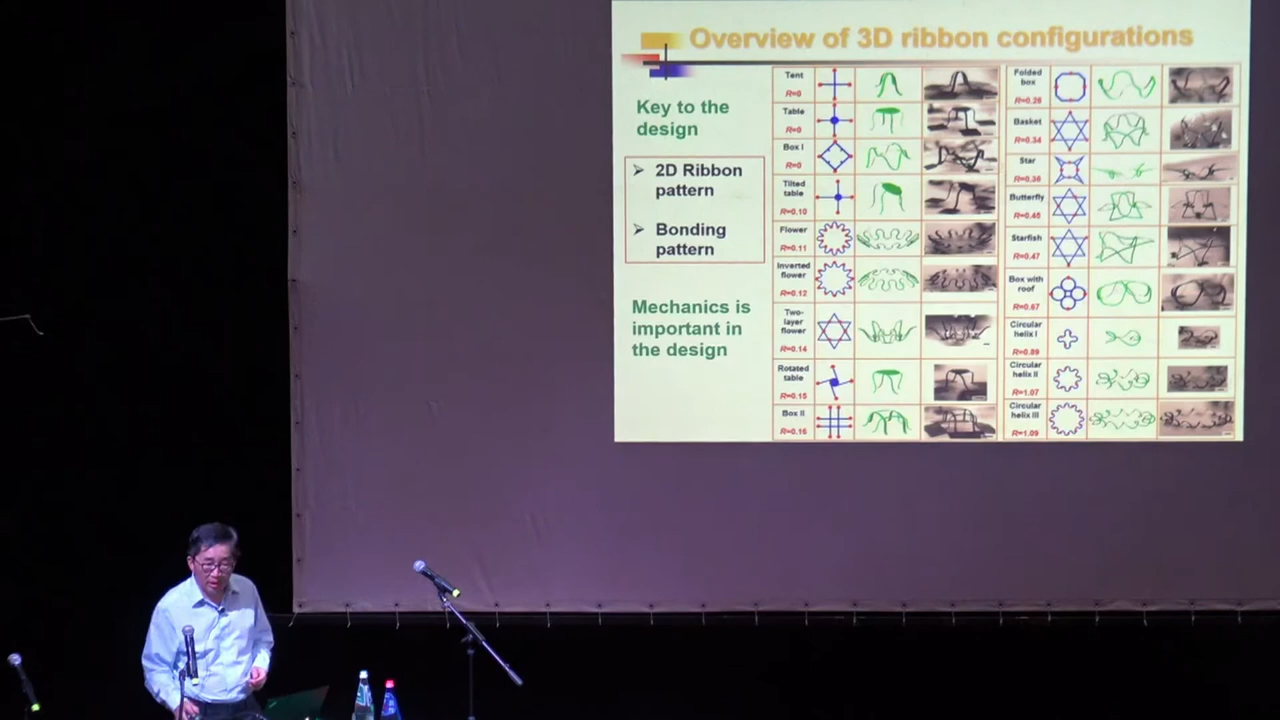 Overview of 3D ribbon configurations
Key to the
design
➢ 2D Ribbon
pattern
➢ Bonding
pattern
Mechanics is
important in
the design
Tent
R=0
Table
R=0
Box I
R=0
Tilted
table
R=0.10
Flower
R=0.11
Inverted
flower
R=0.12
Two-
layer
flower
R=0.14
Rotated
table
R=0.15
Box II
R=0.16
Folded
box
R=0.26
Basket
R=0.34
Star
R=0.36
Butterfly
R=0.45
Starfish
R=0.47
Box with
roof
R=0.67
Circular
helix I
R=0.89
Circular
helix II
R=1.07
Circular
helix III
R=1.09